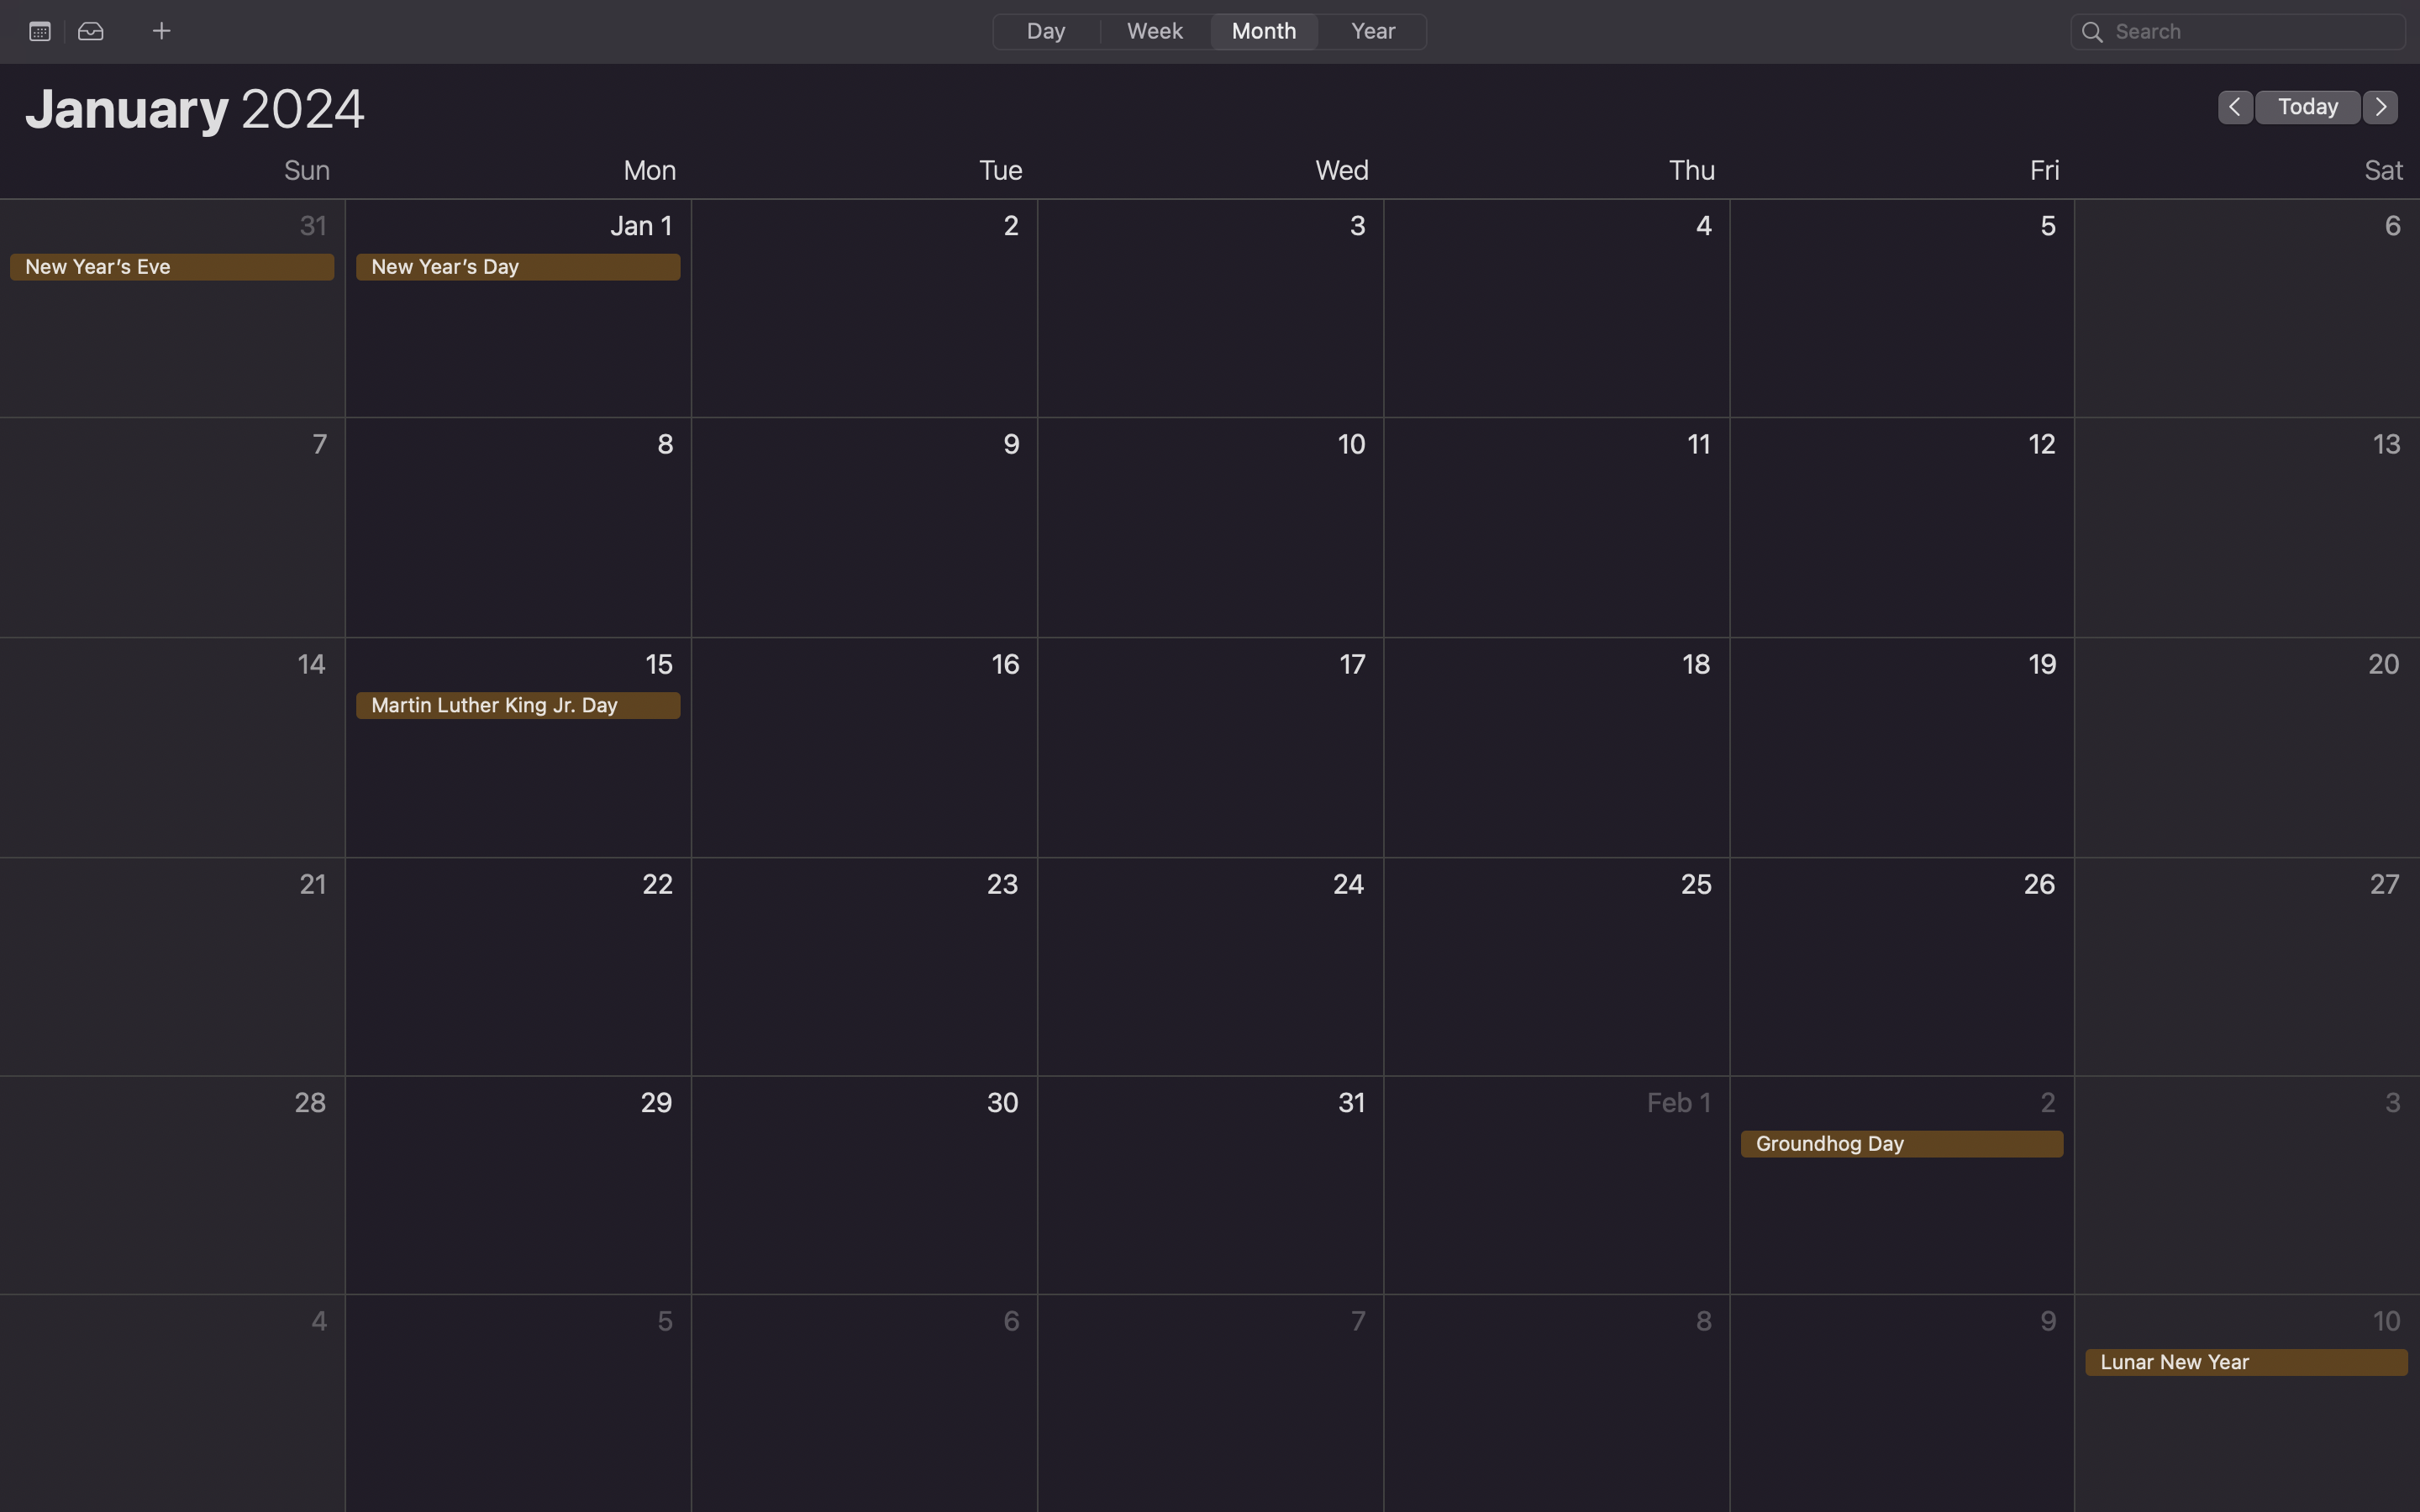 Day Week Month Year Search
January 2024 Today
Sun Mon Tue Wed Thu Fri Sat
31 Jan 1 2 3 4 5 6
New Year’s Eve New Year’s Day
7 8 9 10 11 12 13
14 15 16 17 18 19 20
Martin Luther King Jr. Day
21 22 23 24 25 26 27
28 29 30 31 Feb 1 2 3
Groundhog Day
4 5 6 7 8 9 10
Lunar New Year